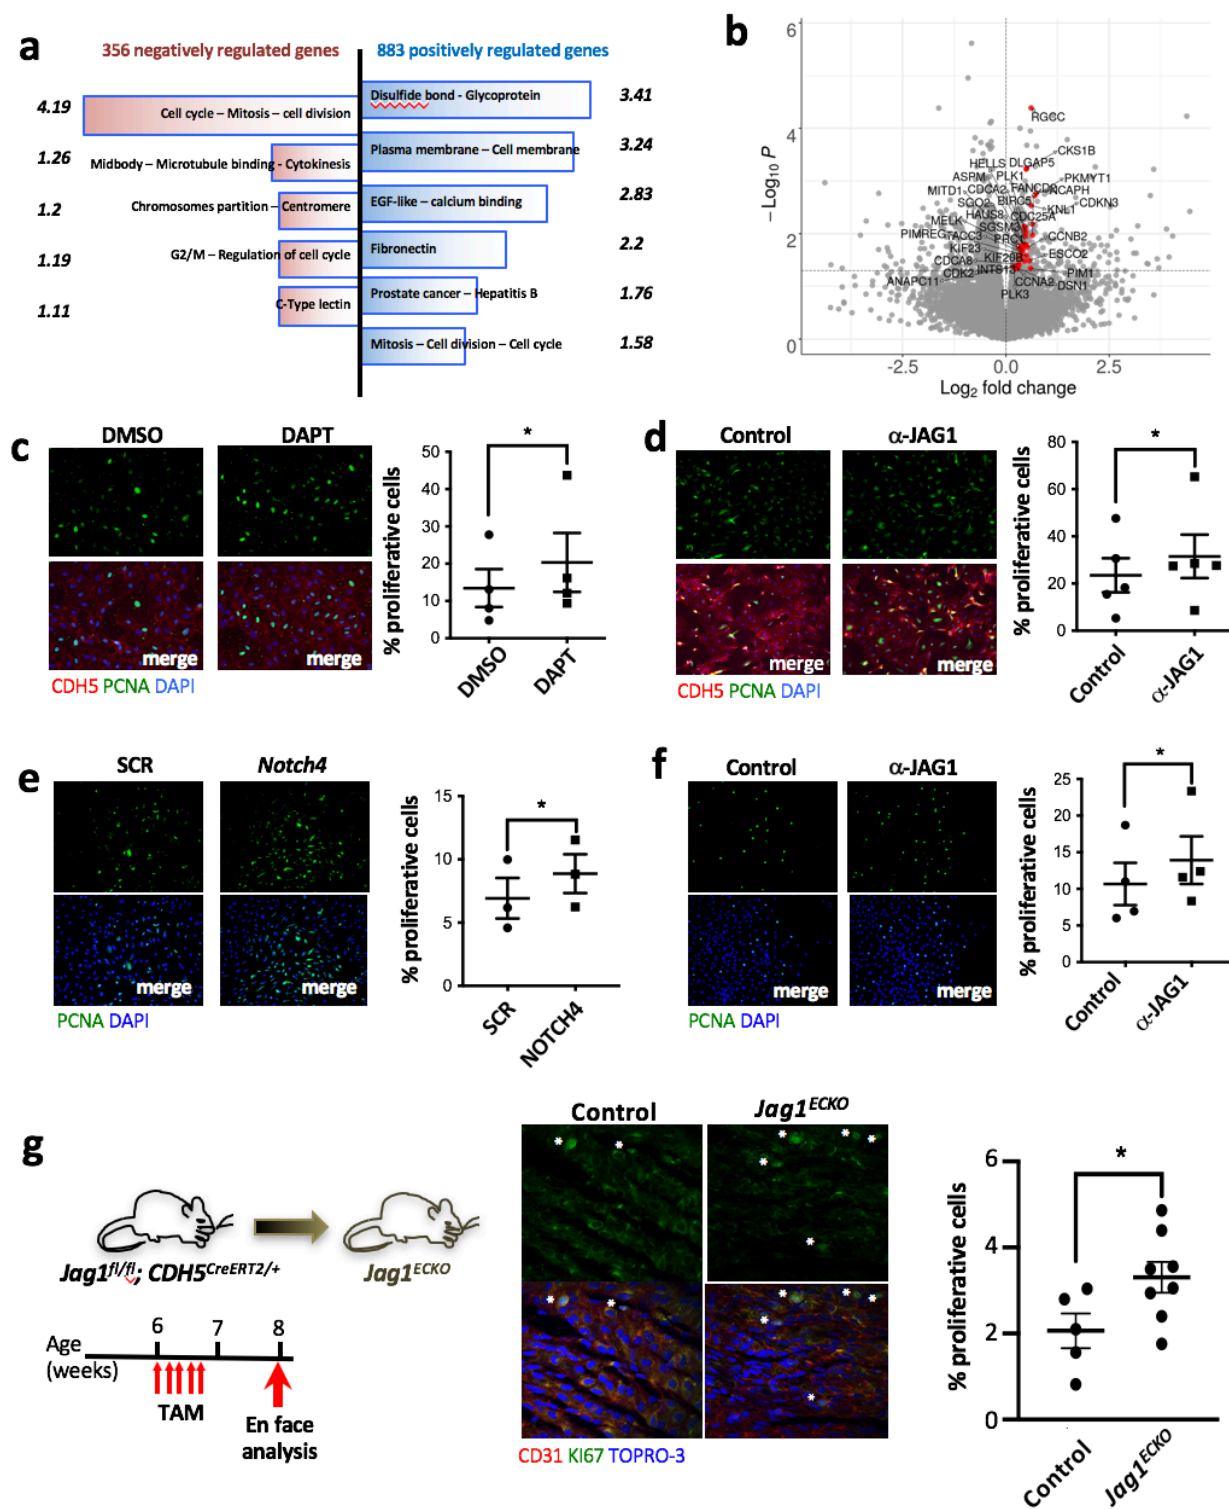 a
356 negatively regulated genes
883 positively regulated genes
4.19
Cell cycle – Mitosis – cell division
1.26
Midbody – Microtubule binding - Cytokinesis
1.2
Chromosomes partition – Centromere
1.19
G2/M – Regulation of cell cycle
1.11
C-Type lectin
Disulfide bond - Glycoprotein
3.41
Plasma membrane – Cell membrane
3.24
EGF-like – calcium binding
2.83
Fibronectin
2.2
Prostate cancer – Hepatitis B
1.76
Mitosis – Cell division – Cell cycle
1.58
b
6
4
2
0
−Log10 P
-2.5
0.0
2.5
Log2 fold change
RGCC
CKS1B
HELLS
DLGAP5
ASPM
PLK1
PKMYT1
MITD1
CDCA2
FANCD2
NCAPH
SGO2
BIRC5
CDKN3
HAUS8
CDC25A
KNL1
MELK
SGSM3
PIMREG
TACC3
PRC1
CCNB2
KIF23
KIF20B
ESCO2
CDCA8
CDK2
INTS13
PIM1
ANAPC11
CCNA2
DSN1
PLK3
c
DMSO
DAPT
merge
merge
CDH5 PCNA DAPI
% proliferative cells
50
40
30
20
10
0
*
DMSO
DAPT
d
Control
α-JAG1
merge
merge
CDH5 PCNA DAPI
% proliferative cells
80
60
40
20
0
*
Control
α-JAG1
e
SCR
Notch4
merge
merge
PCNA DAPI
% proliferative cells
15
10
5
0
*
SCR
NOTCH4
f
Control
α-JAG1
merge
merge
PCNA DAPI
% proliferative cells
25
20
15
10
5
0
*
Control
α-JAG1
g
Jag1fl/fl; CDH5CreERT2/+
Jag1ECKO
Age
(weeks)
6
7
8
TAM
En face
analysis
Control
Jag1ECKO
CD31 KI67 TOPRO-3
% proliferative cells
6
4
2
0
*
Control
Jag1ECKO